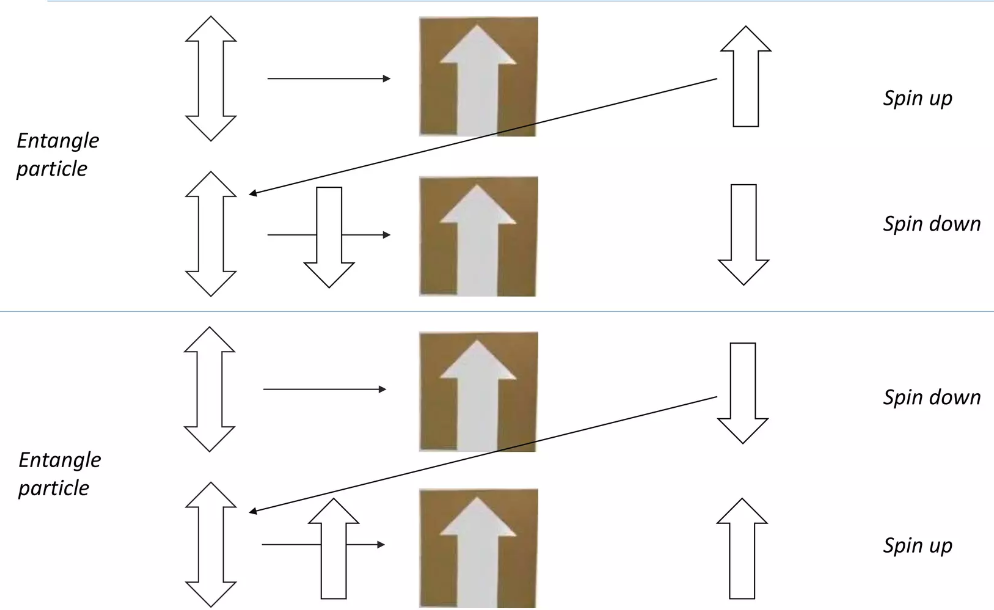 Spin up
Entangle
particle
Spin down
Spin down
Entangle
particle
Spin up